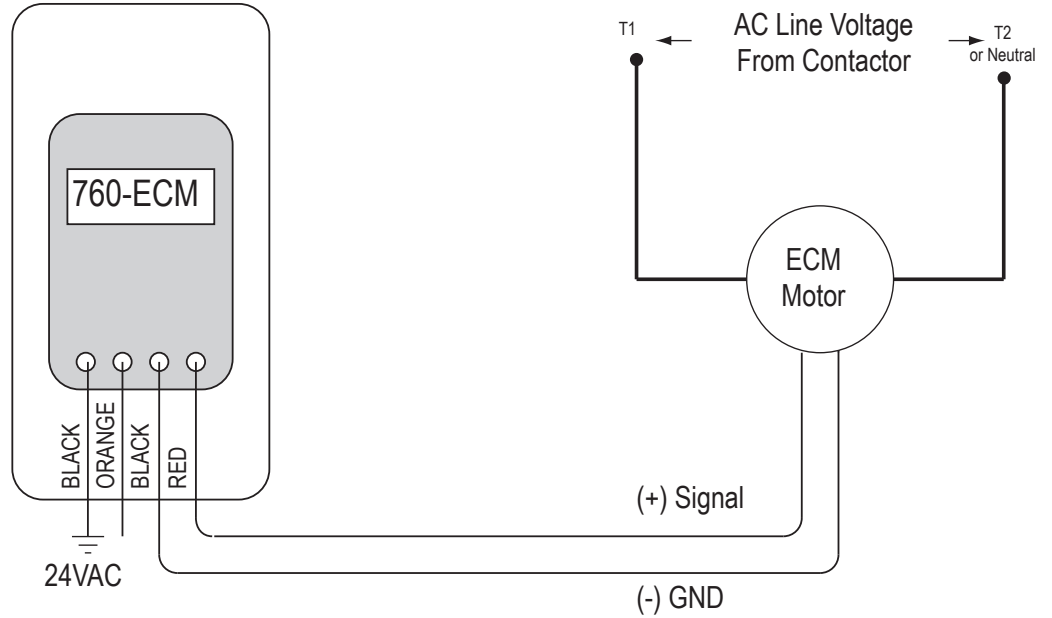 T1
AC Line Voltage
From Contactor
T2
or Neutral
760-ECM
ECM
Motor
BLACK
ORANGE
BLACK
RED
(+) Signal
24VAC
(-) GND